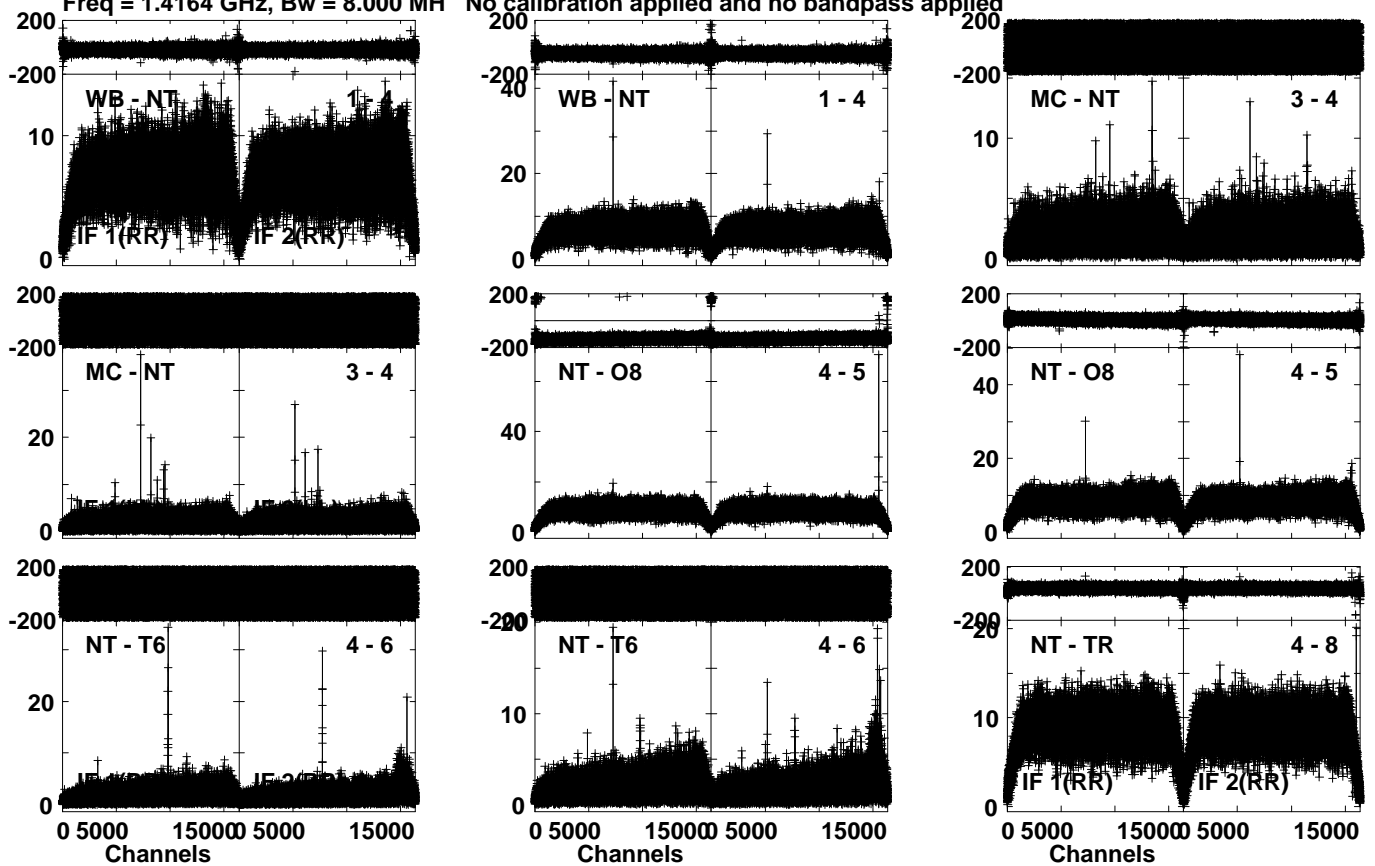 Freq = 1.4164 GHz, Bw = 8.000 MH No calibration applied and no bandpass applied
200 200 200
-200 -200 -200
WB - NT 1 - 4 40 WB - NT 1 - 4 MC - NT 3 - 4
10 20 10
IF 1(RR) IF 2(RR)
0 0 0
200 200 200
-200 -200 -200
MC - NT 3 - 4 NT - O8 4 - 5 NT - O8 4 - 5
40 40
20 20
0 0 0
200 200 200
-200 -200 -200
20 20
NT - T6 4 - 6 NT - T6 4 - 6 NT - TR 4 - 8
20 10 10
IF 1(RR) IF 2(RR)
0 0 0
0 5000 15000 0 5000 15000 0 5000 15000 0 5000 15000 0 5000 15000 0 5000 15000
Channels Channels Channels